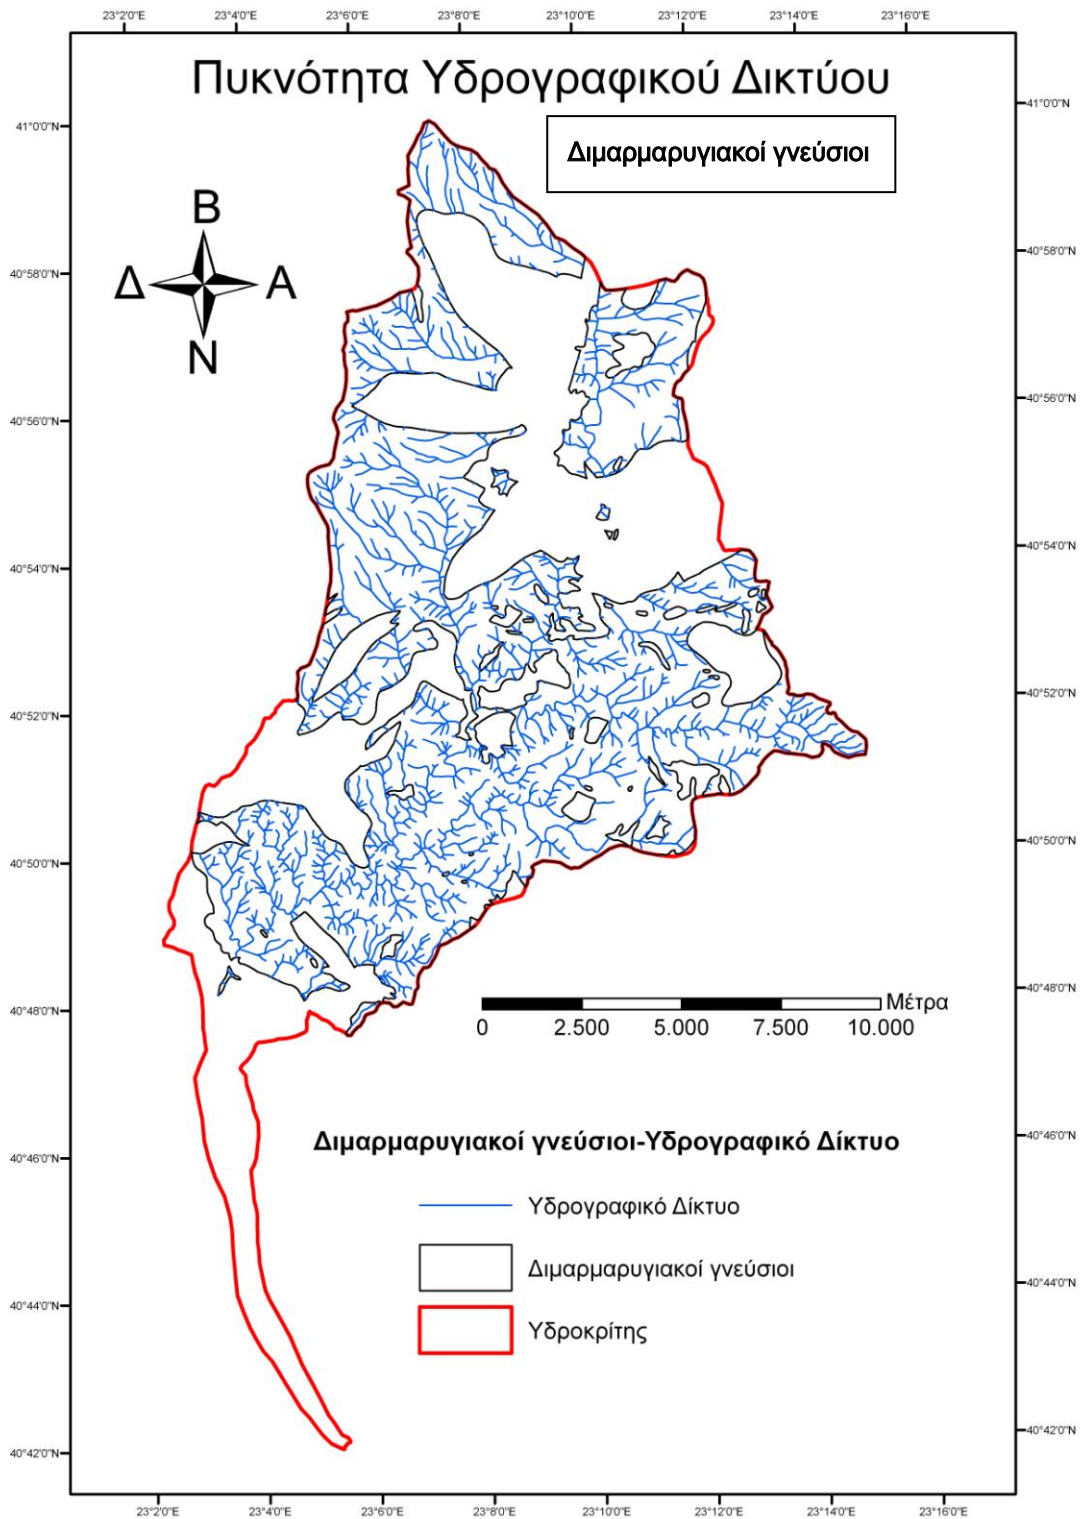 23°2'0"E 23°4'0"E 23°6'0"E 23°8'0"E 23°10'0"E 23°12'0"E 23°14'0"E 23°16'0"E
Πυκνότητα Υδρογραφικού Δικτύου
Διμαρμαρυγιακοί γνεύσιοι
41°0'0"N
41°0'0"N
Β
Δ Α
Ν
40°58'0"N
40°58'0"N
40°56'0"N
40°56'0"N
40°54'0"N
40°54'0"N
40°52'0"N
40°52'0"N
40°50'0"N
40°50'0"N
40°48'0"N
40°48'0"N
Μέτρα
0 2.500 5.000 7.500 10.000
40°46'0"N
Διμαρμαρυγιακοί γνεύσιοι-Υδρογραφικό Δίκτυο
40°46'0"N
Υδρογραφικό Δίκτυο
Διμαρμαρυγιακοί γνεύσιοι
40°44'0"N
40°44'0"N
Υδροκρίτης
40°42'0"N
40°42'0"N
23°2'0"E 23°4'0"E 23°6'0"E 23°8'0"E 23°10'0"E 23°12'0"E 23°14'0"E 23°16'0"E